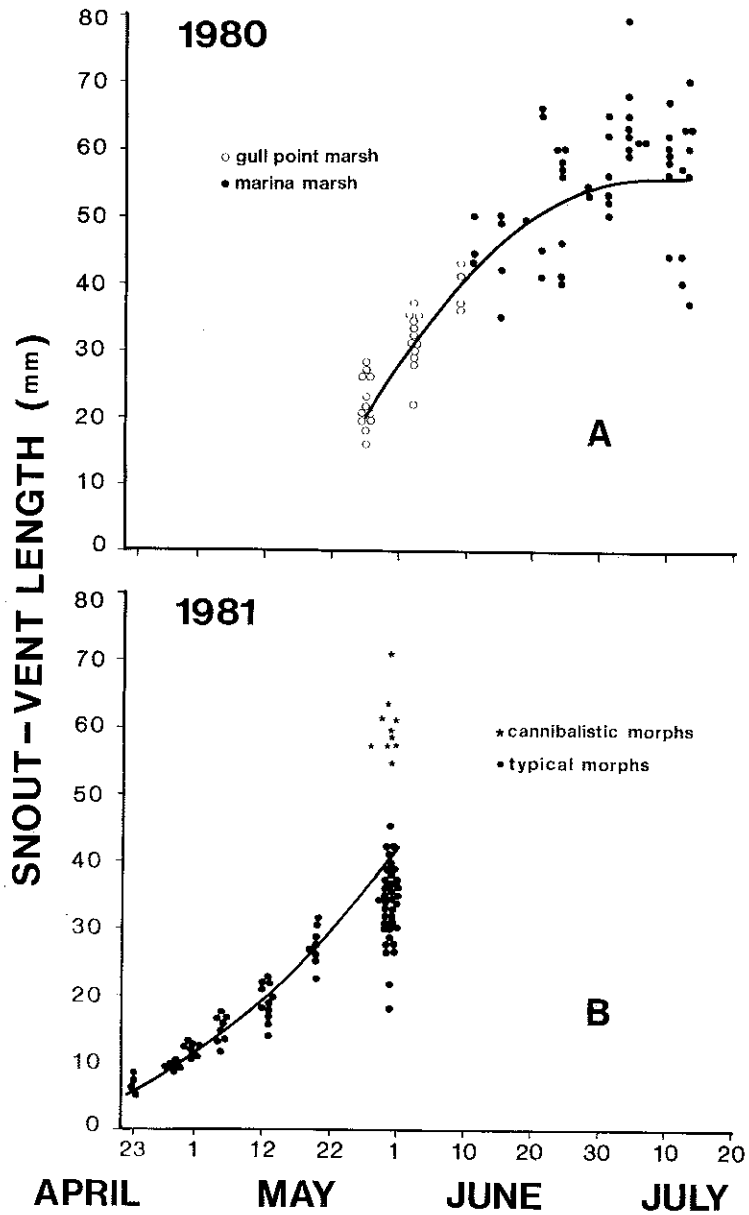 1980
80
70
60
50
40
30
20
10
0
○ gull point marsh
● marina marsh
A
SNOUT-VENT LENGTH (mm)
1981
80
70
60
50
40
30
20
10
0
★ cannibalistic morphs
● typical morphs
B
23 1 12 22 1 10 20 30 10 20
APRIL MAY JUNE JULY